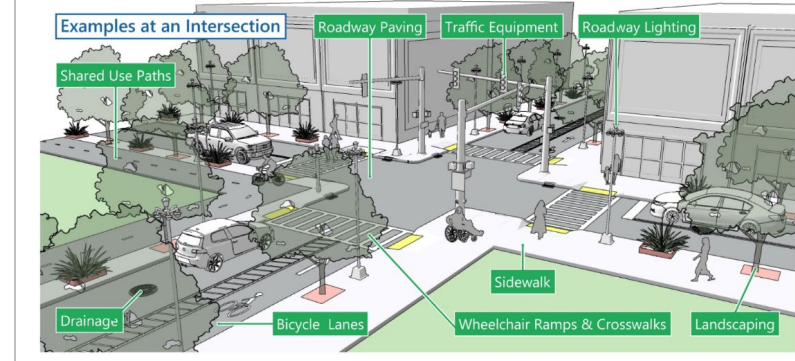 Examples at an Intersection
Roadway Paving
Traffic Equipment
Roadway Lighting
Shared Use Paths
Sidewalk
Drainage
Bicycle Lanes
Wheelchair Ramps & Crosswalks
Landscaping